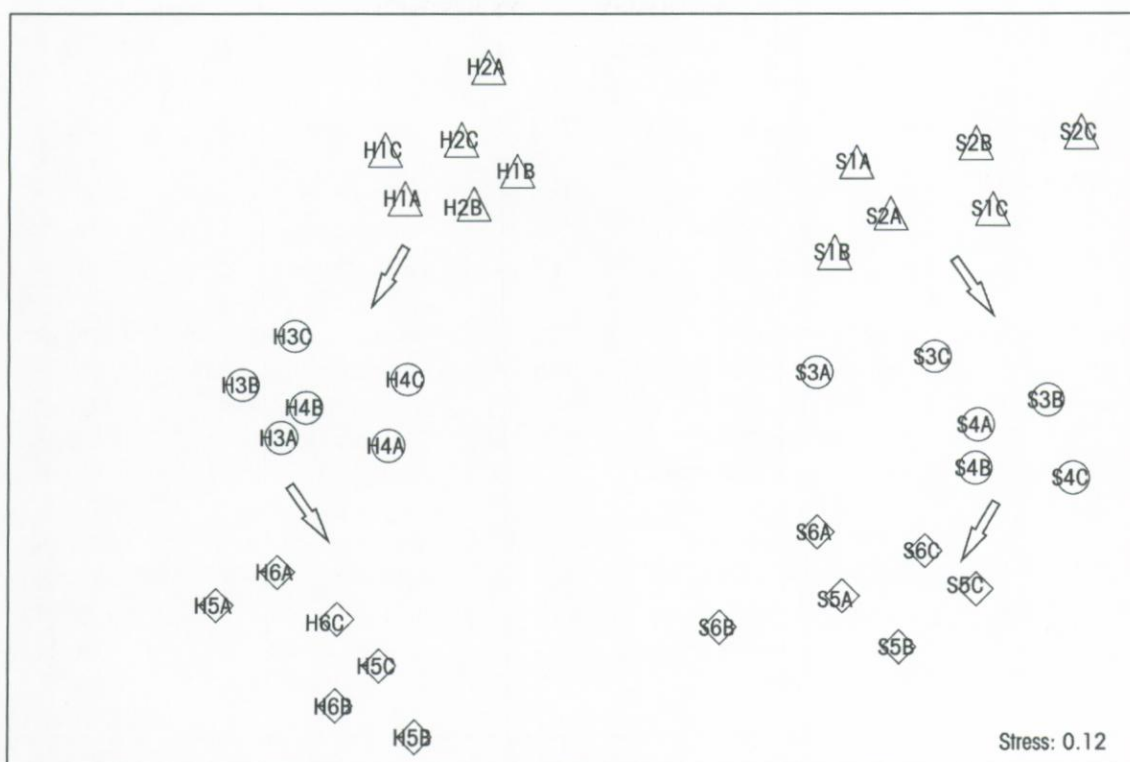 H2A
H1C
H2C
H1B
H1A
H2B
S2C
S2B
S1A
S2A
S1C
S1B
H3C
H4C
H3B
H4B
H3A
H4A
S3C
S3A
S3B
S4A
S4B
S4C
H6A
H5A
H6C
H5C
H6B
H5B
S6A
S6C
S5C
S5A
S6B
S5B
Stress: 0.12